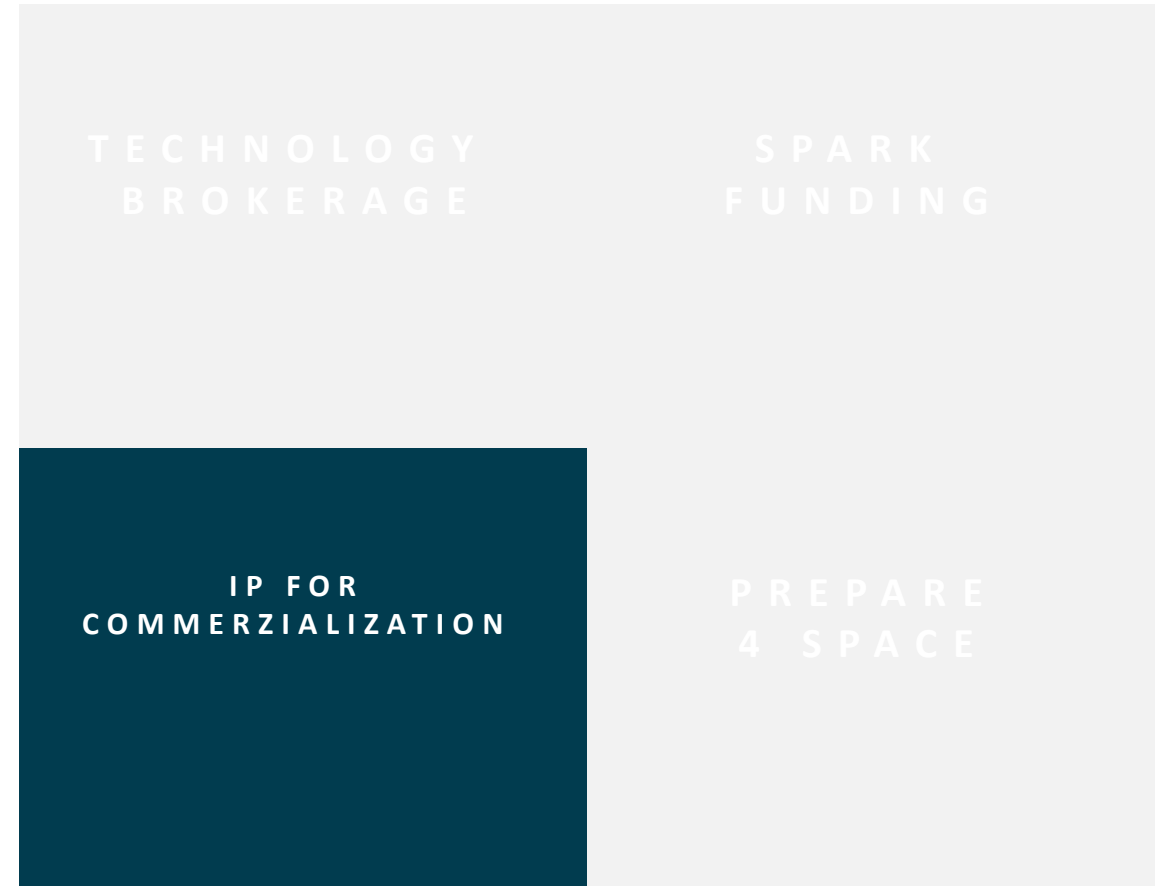 TECHNOLOGY
BROKERAGE
SPARK
FUNDING
IP FOR
COMMERZIALIZATION
PREPARE
4 SPACE